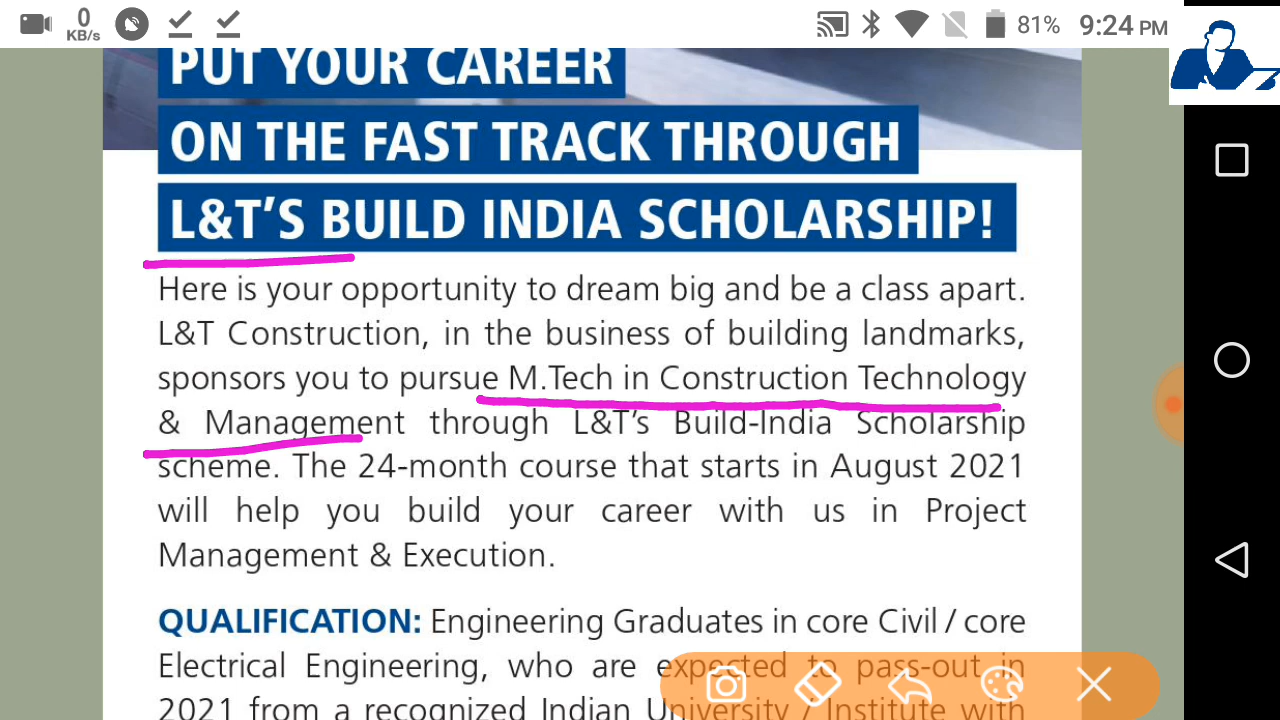 0
KB/s
81% 9:24 PM
PUT YOUR CAREER
ON THE FAST TRACK THROUGH
L&T'S BUILD INDIA SCHOLARSHIP!
Here is your opportunity to dream big and be a class apart.
L&T Construction, in the business of building landmarks,
sponsors you to pursue M.Tech in Construction Technology
& Management through L&T's Build-India Scholarship
scheme. The 24-month course that starts in August 2021
will help you build your career with us in Project
Management & Execution.
QUALIFICATION: Engineering Graduates in core Civil / core
Electrical Engineering, who are expected to pass-out in
2021 from a recognized Indian University / Institute with